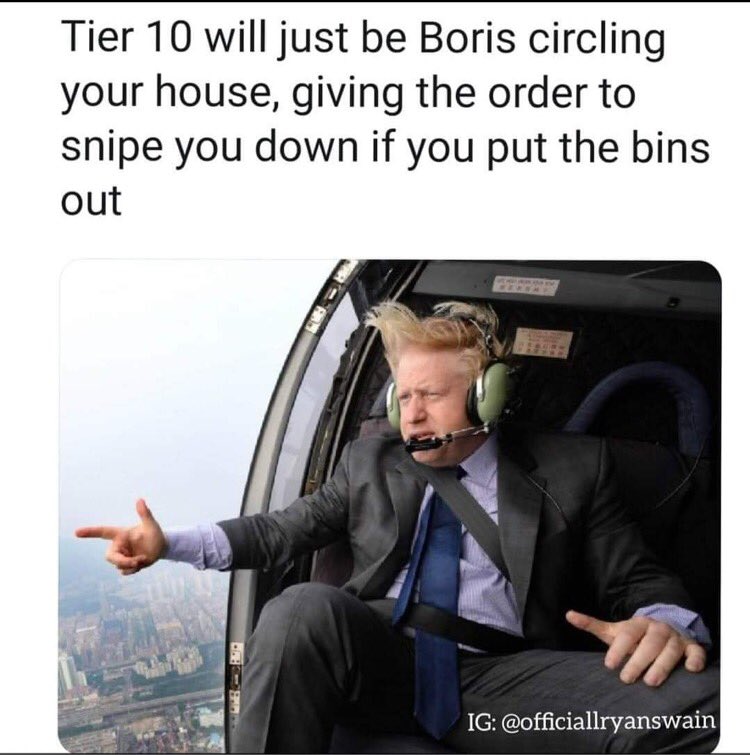 Tier 10 will just be Boris circling
your house, giving the order to
snipe you down if you put the bins
out
IG: @officiallryanswain